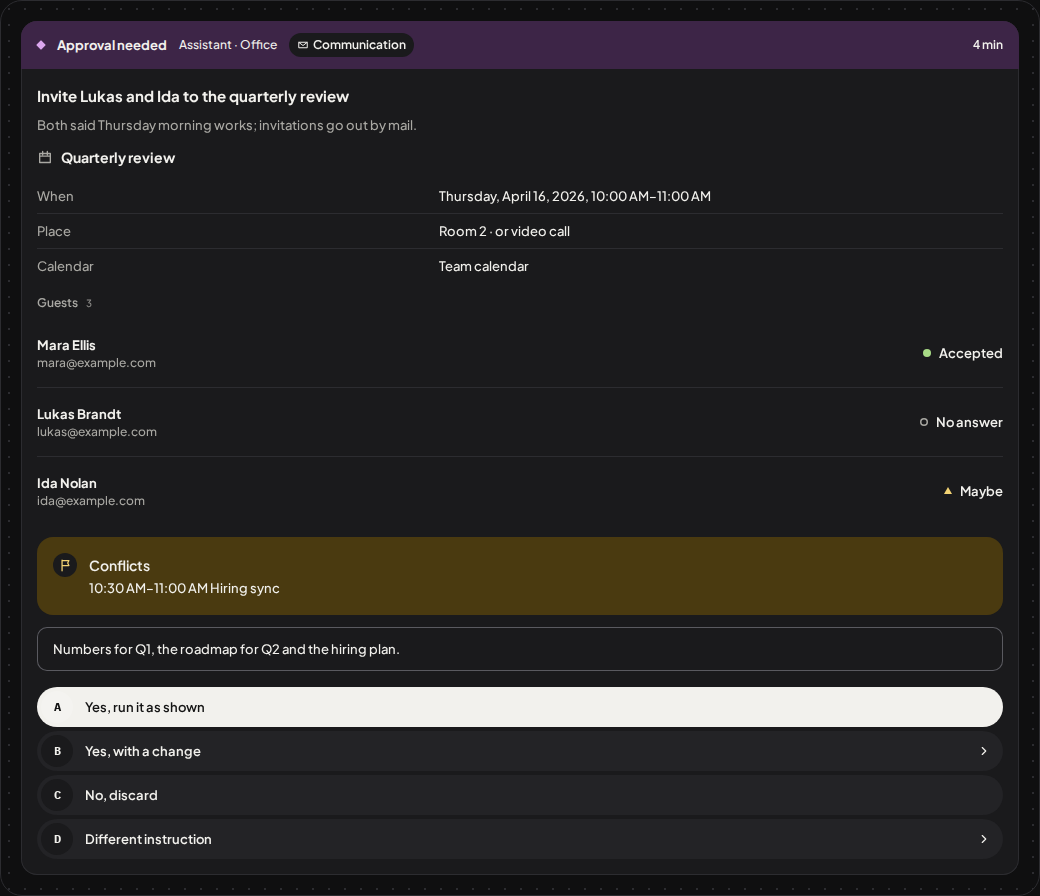 Approval needed Assistant · Office Communication 4 min
Invite Lukas and Ida to the quarterly review
Both said Thursday morning works; invitations go out by mail.
Quarterly review
When Thursday, April 16, 2026, 10:00 AM–11:00 AM
Place Room 2 · or video call
Calendar Team calendar
Guests 3
Mara Ellis
mara@example.com
Accepted
Lukas Brandt
lukas@example.com
No answer
Ida Nolan
ida@example.com
Maybe
Conflicts
10:30 AM–11:00 AM Hiring sync
Numbers for Q1, the roadmap for Q2 and the hiring plan.
A Yes, run it as shown
B Yes, with a change
C No, discard
D Different instruction